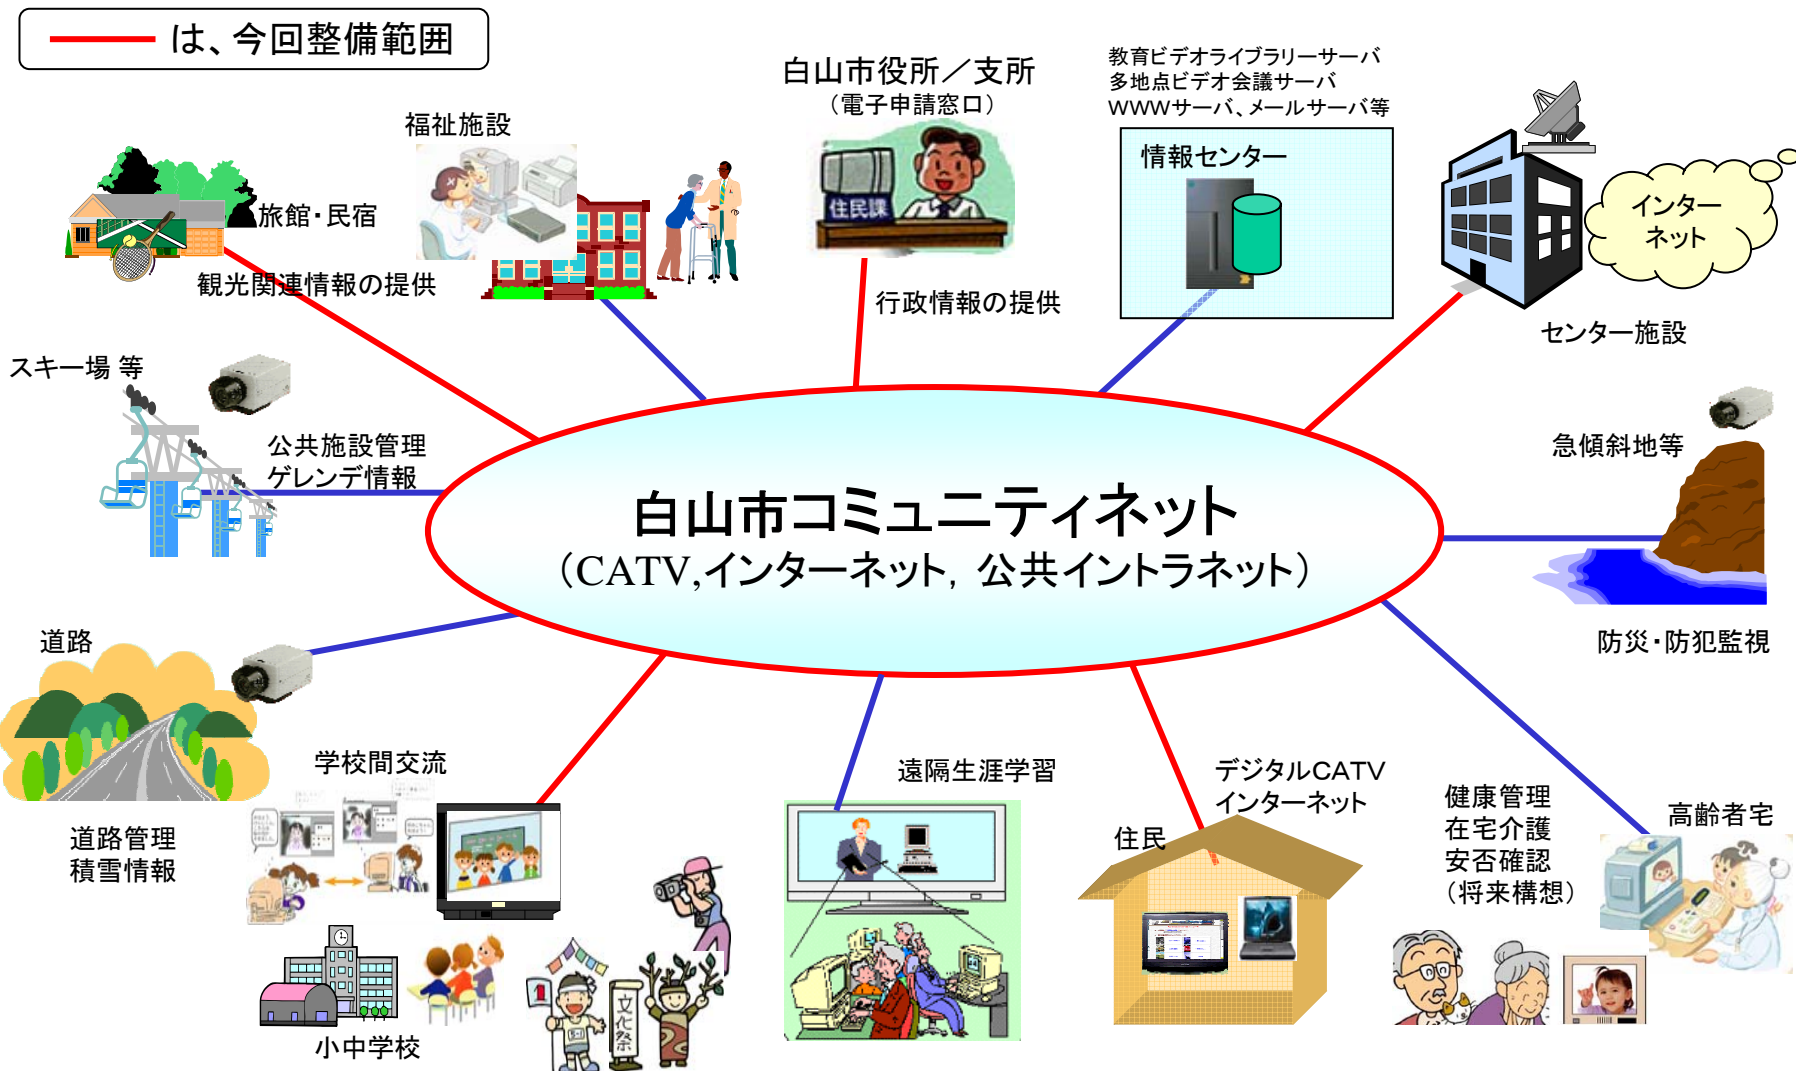 は、今回整備範囲
白山市役所／支所
（電子申請窓口）
教育ビデオライブラリーサーバ
多地点ビデオ会議サーバ
WWWサーバ、メールサーバ等
福祉施設
情報センター
住民課
旅館・民宿
インター
ネット
観光関連情報の提供
行政情報の提供
センター施設
スキー場 等
公共施設管理
ゲレンデ情報
急傾斜地等
白山市コミュニティネット
（CATV,インターネット, 公共イントラネット）
防災・防犯監視
道路
道路管理
積雪情報
学校間交流
遠隔生涯学習
デジタルCATV
インターネット
住民
健康管理
在宅介護
安否確認
（将来構想）
高齢者宅
小中学校
1
文化祭